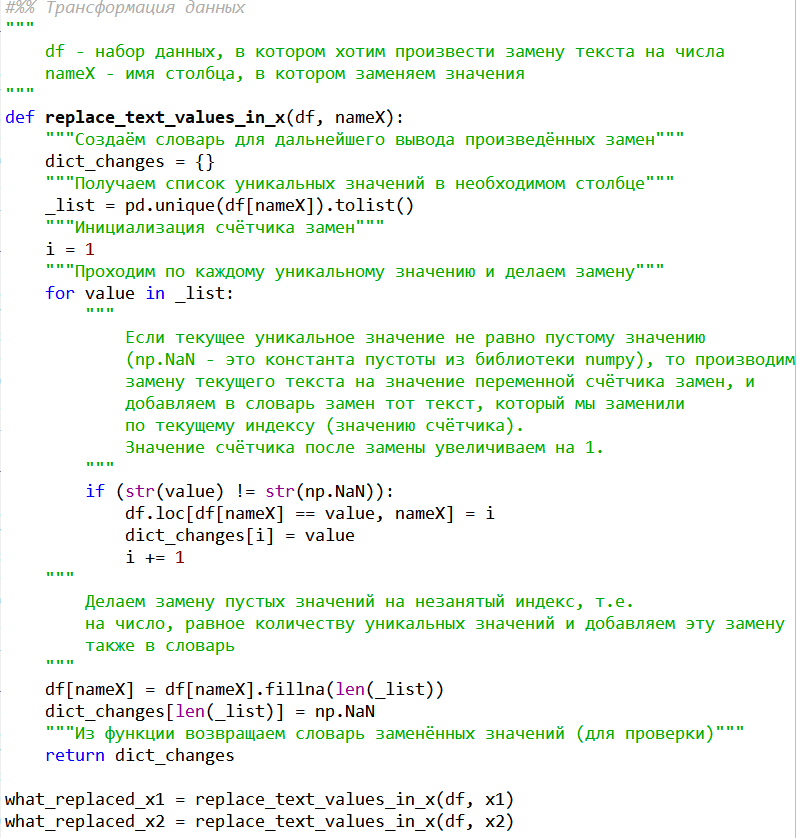 #%% Трансформация данных
"""
    df - набор данных, в котором хотим произвести замену текста на числа
    nameX - имя столбца, в котором заменяем значения
"""
def replace_text_values_in_x(df, nameX):
    """Создаём словарь для дальнейшего вывода произведённых замен"""
    dict_changes = {}
    """Получаем список уникальных значений в необходимом столбце"""
    _list = pd.unique(df[nameX]).tolist()
    """Инициализация счётчика замен"""
    i = 1
    """Проходим по каждому уникальному значению и делаем замену"""
    for value in _list:
        """
            Если текущее уникальное значение не равно пустому значению
            (np.NaN - это константа пустоты из библиотеки numpy), то производим
            замену текущего текста на значение переменной счётчика замен, и
            добавляем в словарь замен тот текст, который мы заменили
            по текущему индексу (значению счётчика).
            Значение счётчика после замены увеличиваем на 1.
        """
        if (str(value) != str(np.NaN)):
            df.loc[df[nameX] == value, nameX] = i
            dict_changes[i] = value
            i += 1
    """
        Делаем замену пустых значений на незанятый индекс, т.е.
        на число, равное количеству уникальных значений и добавляем эту замену
        также в словарь
    """
    df[nameX] = df[nameX].fillna(len(_list))
    dict_changes[len(_list)] = np.NaN
    """Из функции возвращаем словарь заменённых значений (для проверки)"""
    return dict_changes

what_replaced_x1 = replace_text_values_in_x(df, x1)
what_replaced_x2 = replace_text_values_in_x(df, x2)